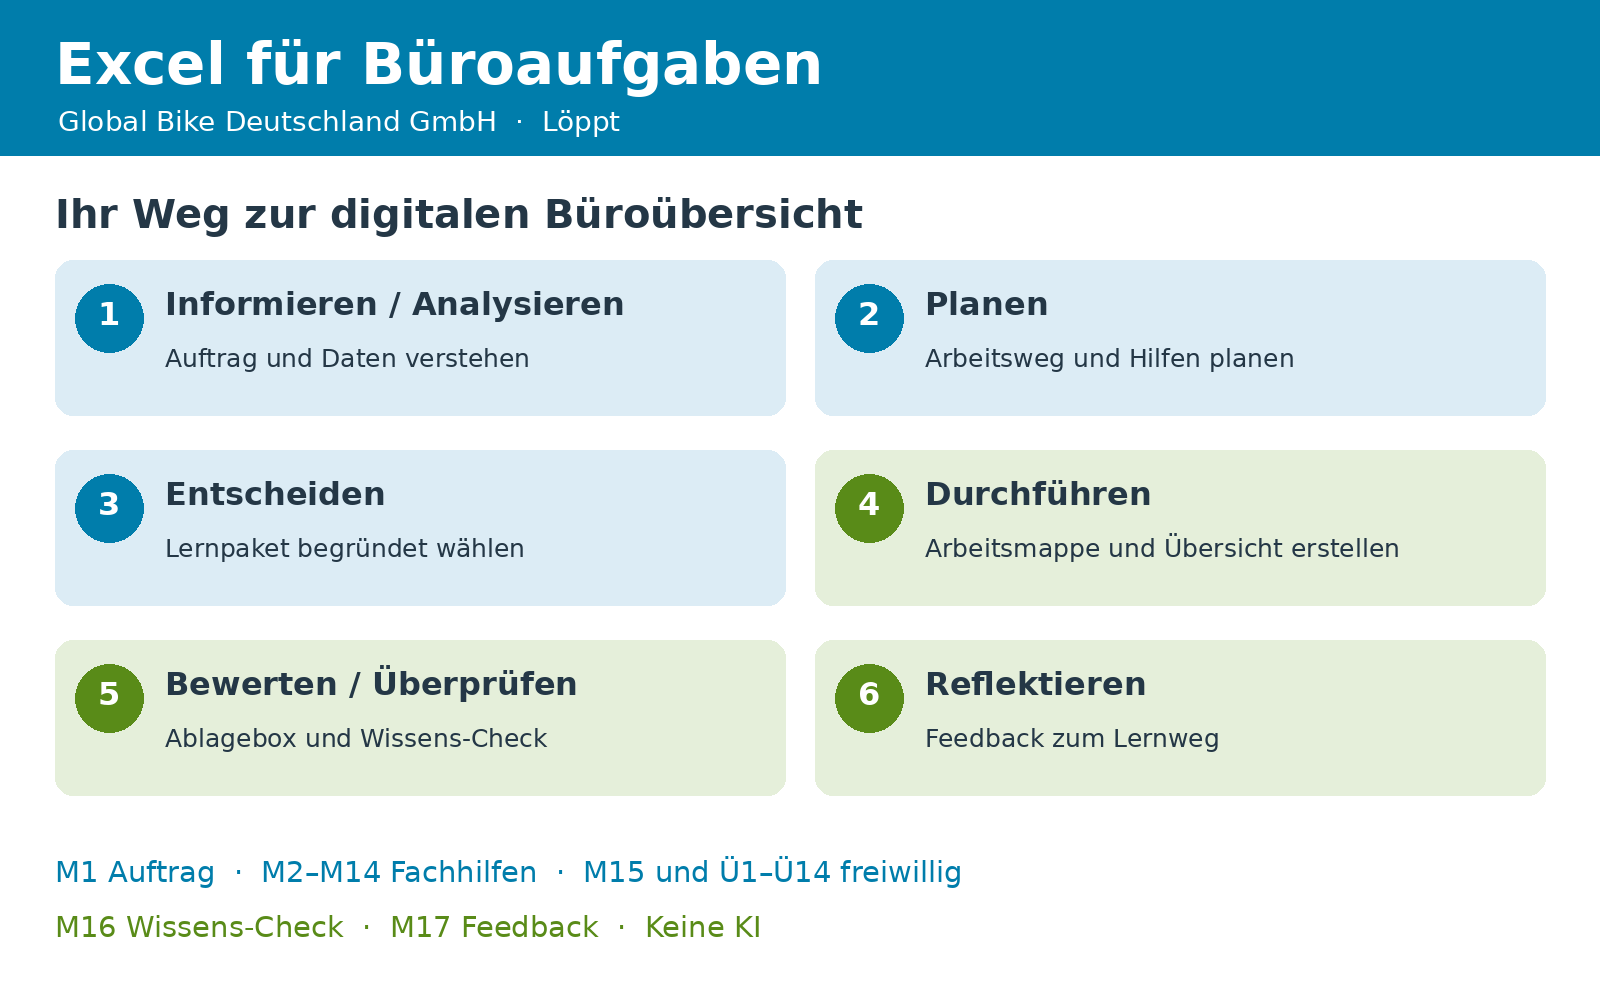 Excel für Büroaufgaben
Global Bike Deutschland GmbH · Löppt
Ihr Weg zur digitalen Büroübersicht
1 Informieren / Analysieren
Auftrag und Daten verstehen
2 Planen
Arbeitsweg und Hilfen planen
3 Entscheiden
Lernpaket begründet wählen
4 Durchführen
Arbeitsmappe und Übersicht erstellen
5 Bewerten / Überprüfen
Ablagebox und Wissens-Check
6 Reflektieren
Feedback zum Lernweg
M1 Auftrag · M2–M14 Fachhilfen · M15 und Ü1–Ü14 freiwillig
M16 Wissens-Check · M17 Feedback · Keine KI